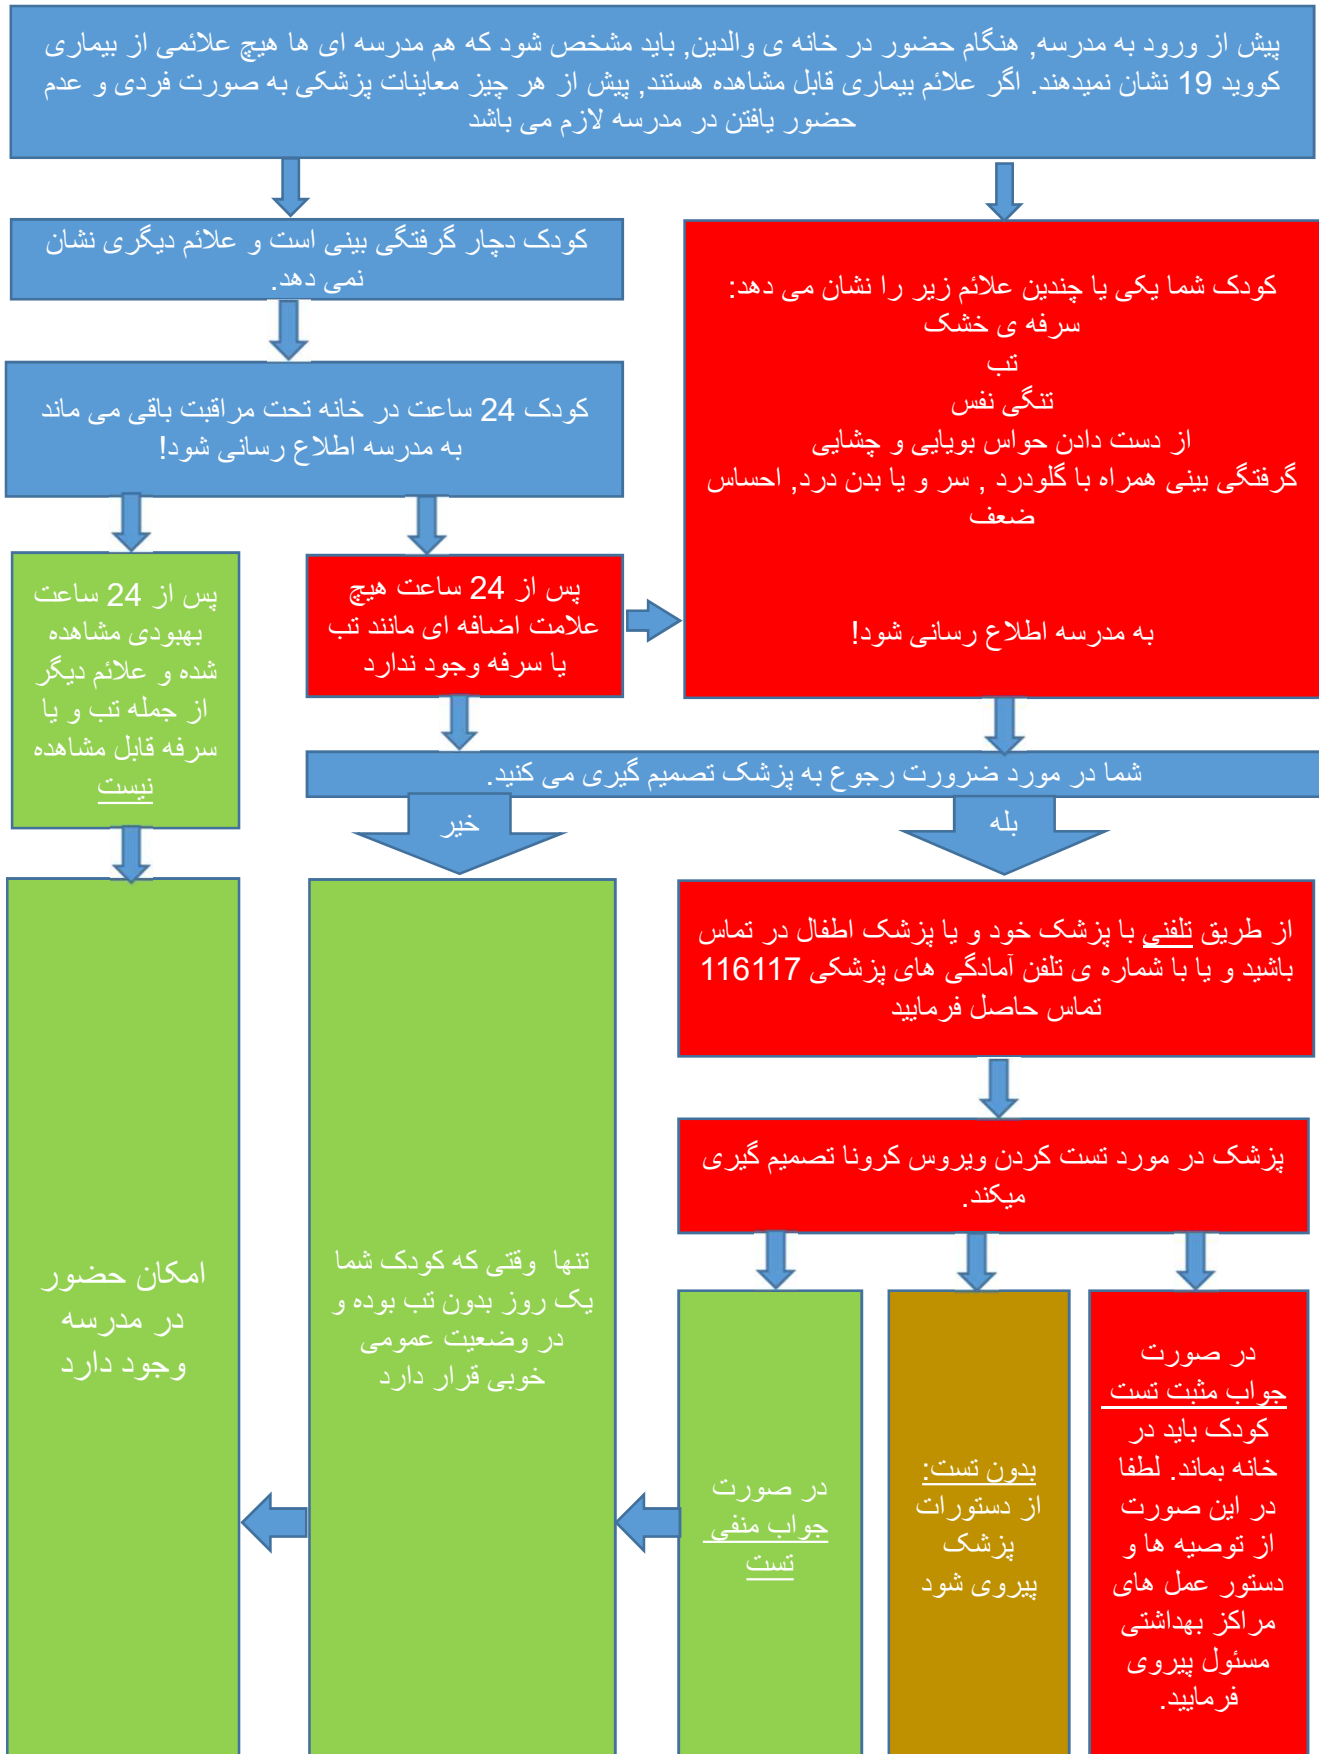 پیش از ورود به مدرسه, هنگام حضور در خانه ی والدین, باید مشخص شود که هم مدرسه ای ها هیچ علائمی از بیماری
کووید 19 نشان نمیدهند. اگر علائم بیماری قابل مشاهده هستند, پیش از هر چیز معاینات پزشکی به صورت فردی و عدم
حضور یافتن در مدرسه لازم می باشد
کودک شما یکی یا چندین علائم زیر را نشان می دهد:
سرفه ی خشک
تب
تنگی نفس
از دست دادن حواس بویایی و چشایی
گرفتگی بینی همراه با گلودرد , سر و یا بدن درد, احساس
ضعف
به مدرسه اطلاع رسانی شود!
کودک دچار گرفتگی بینی است و علائم دیگری نشان
نمی دهد.
کودک 24 ساعت در خانه تحت مراقبت باقی می ماند
به مدرسه اطلاع رسانی شود!
پس از 24 ساعت هیچ
علامت اضافه ای مانند تب
یا سرفه وجود ندارد
پس از 24 ساعت
بهبودی مشاهده
شده و علائم دیگر
از جمله تب و یا
سرفه قابل مشاهده
نیست
شما در مورد ضرورت رجوع به پزشک تصمیم گیری می کنید.
بله
خیر
از طریق تلفنی با پزشک خود و یا پزشک اطفال در تماس
باشید و یا با شماره ی تلفن آمادگی های پزشکی 116117
تماس حاصل فرمایید
پزشک در مورد تست کردن ویروس کرونا تصمیم گیری
میکند.
در صورت
جواب مثبت تست
کودک باید در
خانه بماند. لطفا
در این صورت
از توصیه ها و
دستور عمل های
مراکز بهداشتی
مسئول پیروی
فرمایید.
بدون تست:
از دستورات
پزشک
پیروی شود
در صورت
جواب منفی
تست
تنها وقتی که کودک شما
یک روز بدون تب بوده و
در وضعیت عمومی
خوبی قرار دارد
امکان حضور
در مدرسه
وجود دارد